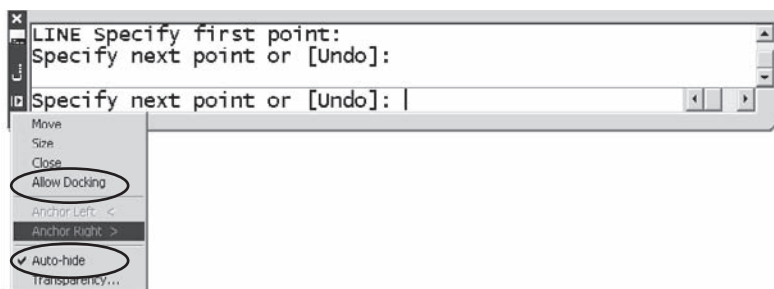 LINE Specify first point:
Specify next point or [Undo]:
Specify next point or [Undo]:
Move
Size
Close
Allow Docking
Anchor Left <
Anchor Right >
✓ Auto-hide
Transparency...